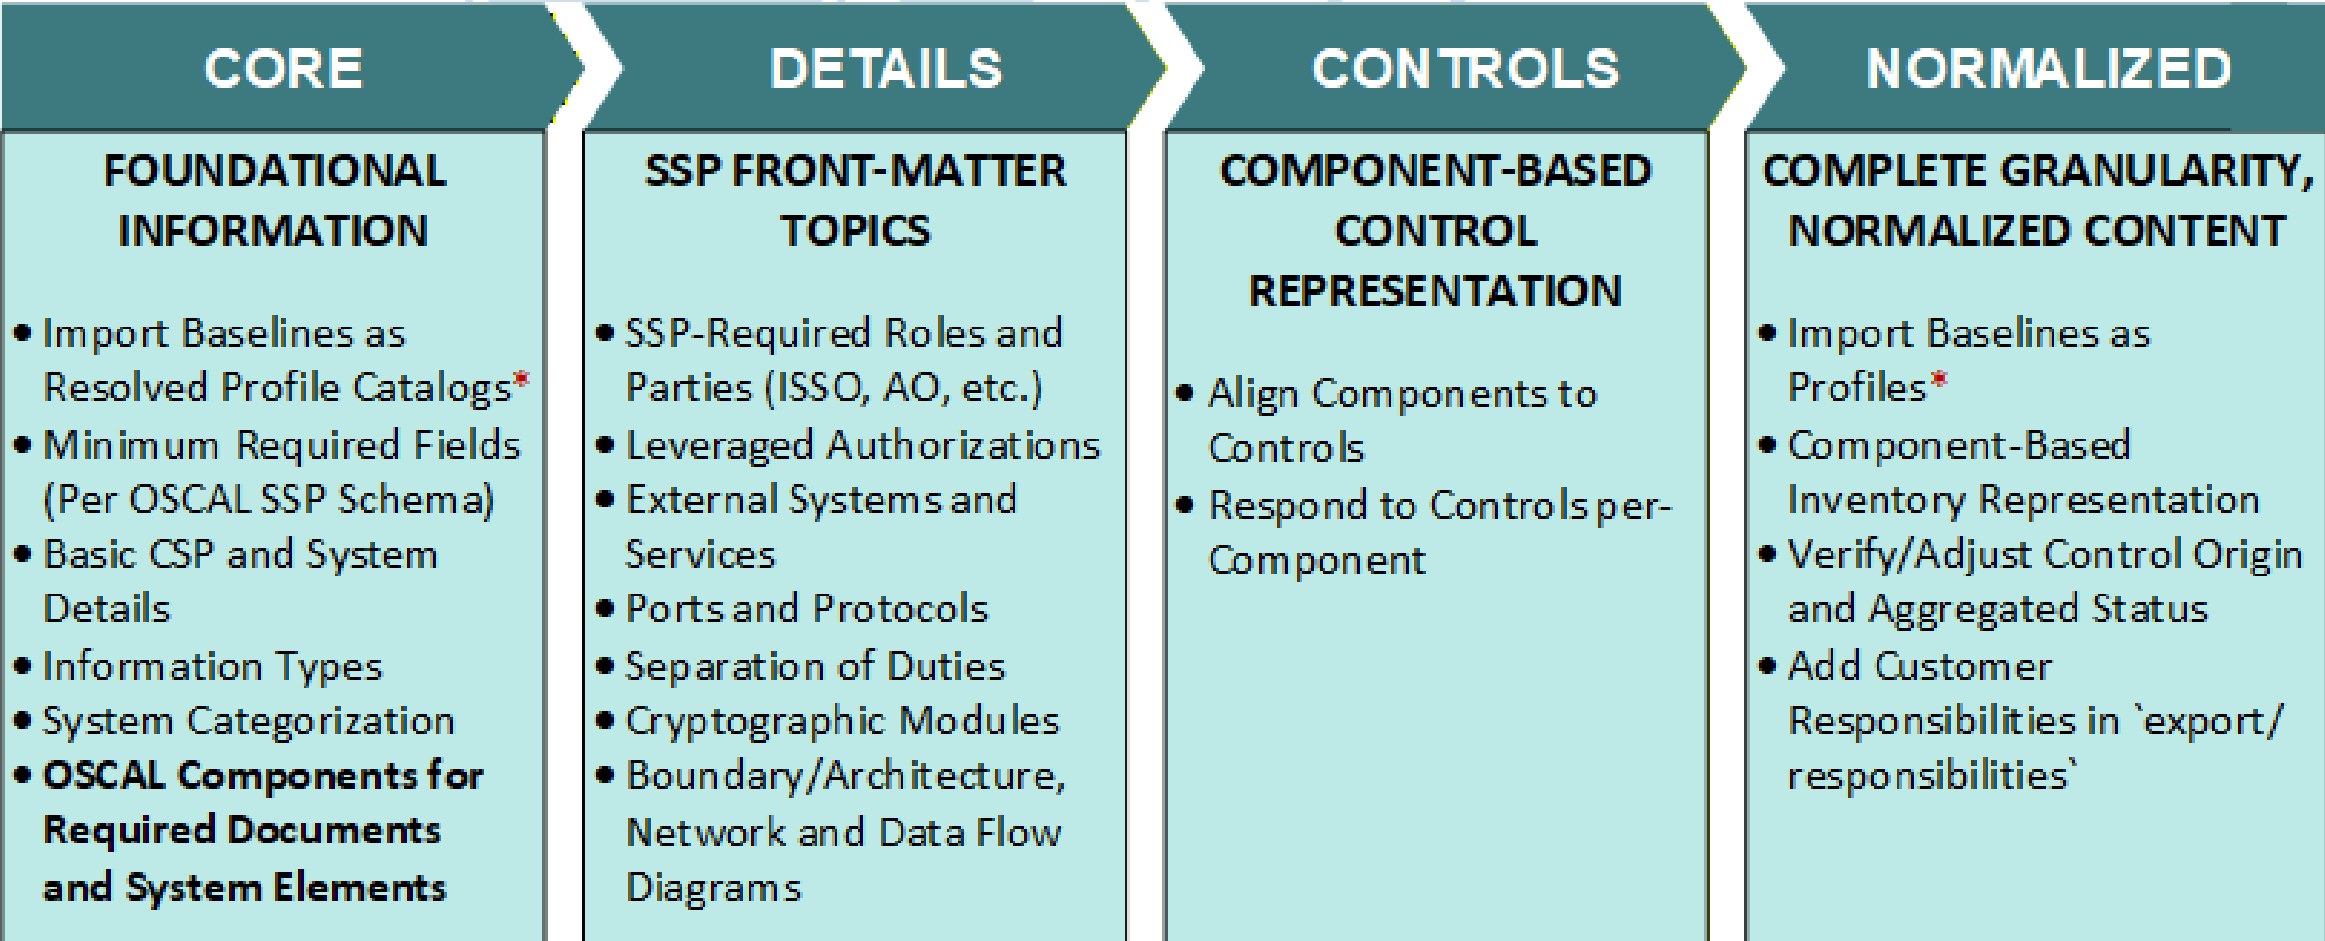 CORE
FOUNDATIONAL
INFORMATION
• Import Baselines as
Resolved Profile Catalogs*
• Minimum Required Fields
(Per OSCAL SSP Schema)
• Basic CSP and System
Details
• Information Types
• System Categorization
• OSCAL Components for
Required Documents
and System Elements
DETAILS
SSP FRONT-MATTER
TOPICS
• SSP-Required Roles and
Parties (ISSO, AO, etc.)
• Leveraged Authorizations
• External Systems and
Services
• Ports and Protocols
• Separation of Duties
• Cryptographic Modules
• Boundary/Architecture,
Network and Data Flow
Diagrams
CONTROLS
COMPONENT-BASED
CONTROL
REPRESENTATION
• Align Components to
Controls
• Respond to Controls per-
Component
NORMALIZED
COMPLETE GRANULARITY,
NORMALIZED CONTENT
• Import Baselines as
Profiles*
• Component-Based
Inventory Representation
• Verify/Adjust Control Origin
and Aggregated Status
• Add Customer
Responsibilities in `export/
responsibilities`